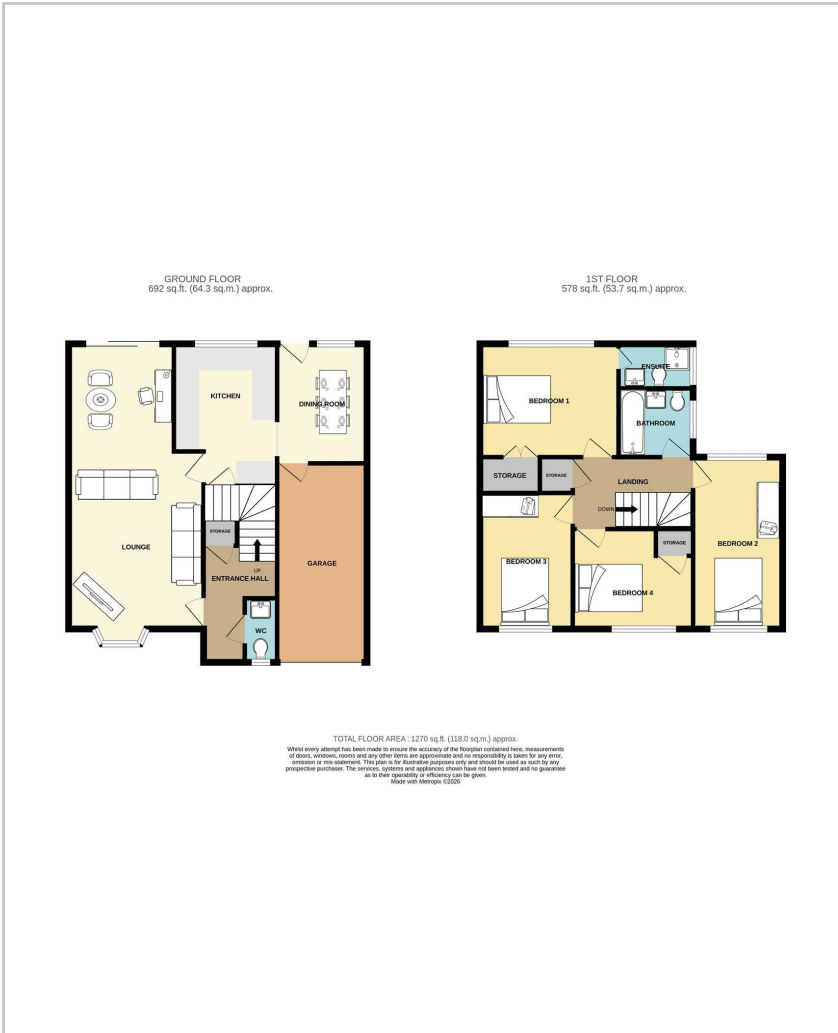 GROUND FLOOR
692 sq.ft. (64.3 sq.m.) approx.
KITCHEN
DINING ROOM
LOUNGE
STORAGE
UP
ENTRANCE HALL
GARAGE
WC
1ST FLOOR
578 sq.ft. (53.7 sq.m.) approx.
ENSUITE
BEDROOM 1
BATHROOM
STORAGE
STORAGE
LANDING
DOWN
STORAGE
BEDROOM 2
BEDROOM 3
BEDROOM 4
TOTAL FLOOR AREA : 1270 sq.ft. (118.0 sq.m.) approx.
Whilst every attempt has been made to ensure the accuracy of the floorplan contained here, measurements
of doors, windows, rooms and any other items are approximate and no responsibility is taken for any error,
omission or mis-statement. This plan is for illustrative purposes only and should be used as such by any
prospective purchaser. The services, systems and appliances shown have not been tested and no guarantee
as to their operability or efficiency can be given.
Made with Metropix ©2026